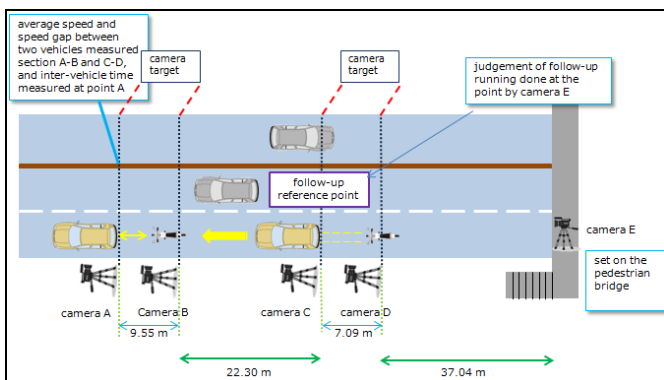 average speed and
speed gap between
two vehicles measured
section A-B and C-D,
and inter-vehicle time
measured at point A
camera
target
camera
target
judgement of follow-up
running done at the
point by camera E
follow-up
reference point
camera E
set on the
pedestrian
bridge
camera A
camera B
camera C
camera D
9.55 m
7.09 m
22.30 m
37.04 m